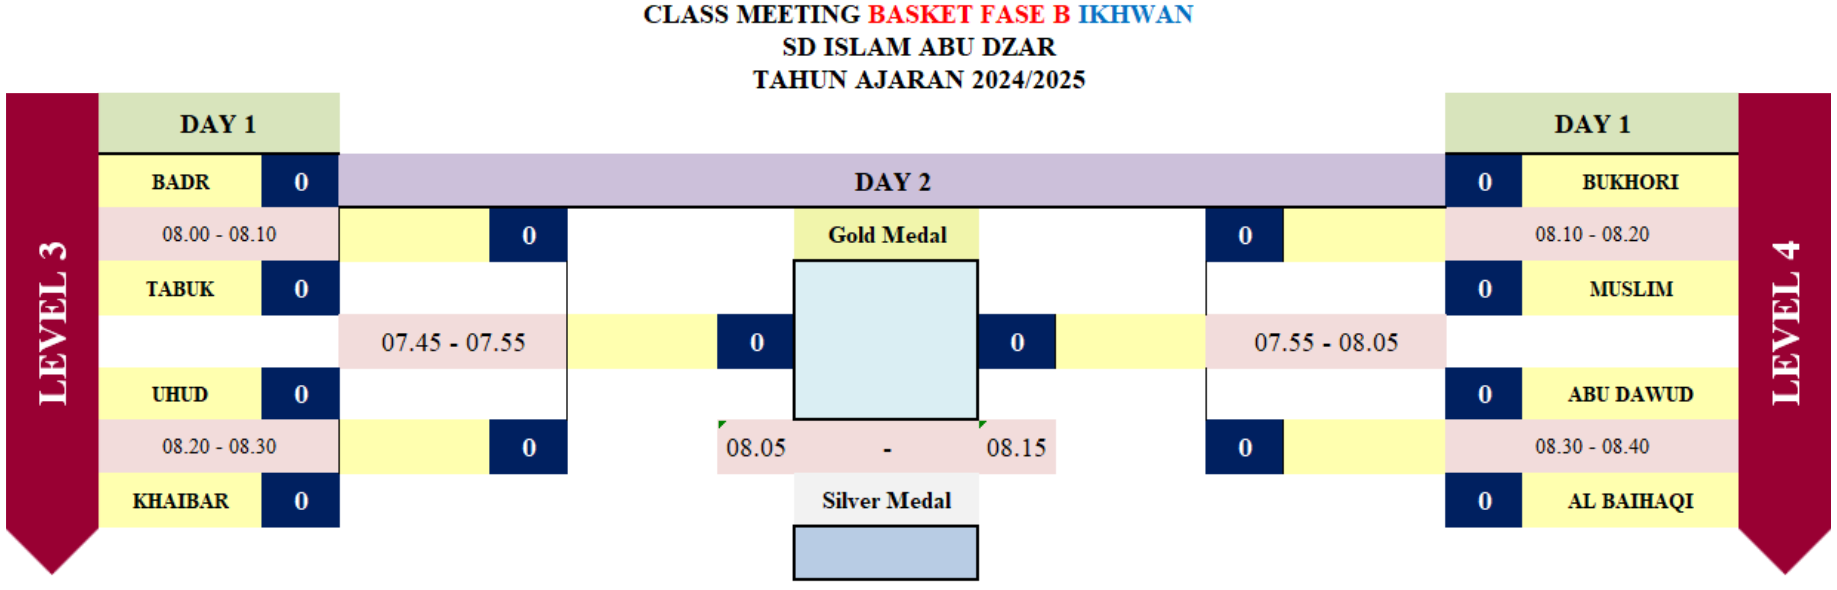 CLASS MEETING BASKET FASE B IKHWAN
SD ISLAM ABU DZAR
TAHUN AJARAN 2024/2025
DAY 1 DAY 1
BADR 0 DAY 2 0 BUKHORI
08.00 - 08.10 0 Gold Medal 0 08.10 - 08.20
TABUK 0 0 MUSLIM
LEVEL 3
07.45 - 07.55 0 0 07.55 - 08.05
LEVEL 4
UHUD 0 0 ABU DAWUD
08.20 - 08.30 0 08.05 - 08.15 0 08.30 - 08.40
KHAIBAR 0 Silver Medal 0 AL BAIHAQI